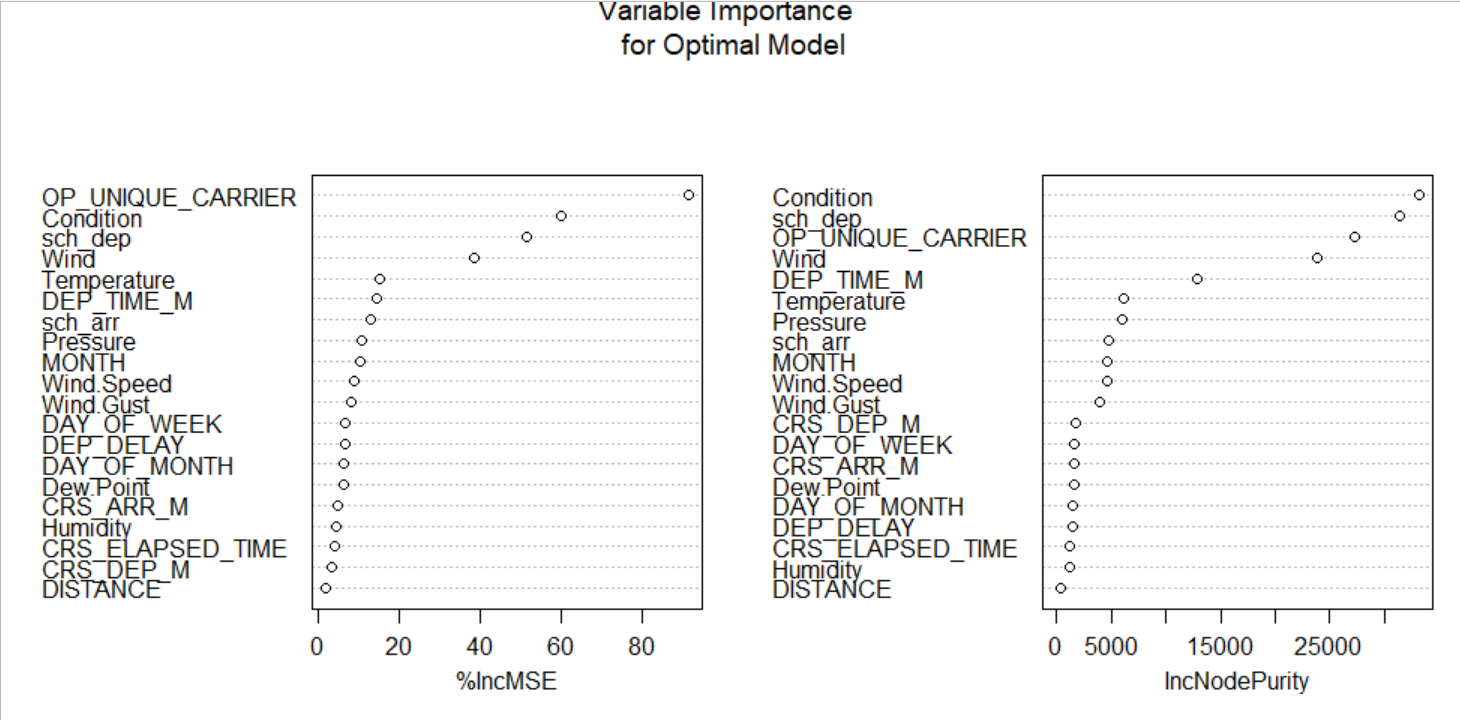 Variable Importance
for Optimal Model
OP_UNIQUE_CARRIER
Condition
sch_dep
Wind
Temperature
DEP_TIME_M
sch_arr
Pressure
MONTH
Wind.Speed
Wind.Gust
DAY_OF_WEEK
DEP_DELAY
DAY_OF_MONTH
Dew.Point
CRS_ARR_M
Humidity
CRS_ELAPSED_TIME
CRS_DEP_M
DISTANCE
0 20 40 60 80
%IncMSE
Condition
sch_dep
OP_UNIQUE_CARRIER
Wind
DEP_TIME_M
Temperature
Pressure
sch_arr
MONTH
Wind.Speed
Wind.Gust
CRS_DEP_M
DAY_OF_WEEK
CRS_ARR_M
Dew.Point
DAY_OF_MONTH
DEP_DELAY
CRS_ELAPSED_TIME
Humidity
DISTANCE
0 5000 15000 25000
IncNodePurity